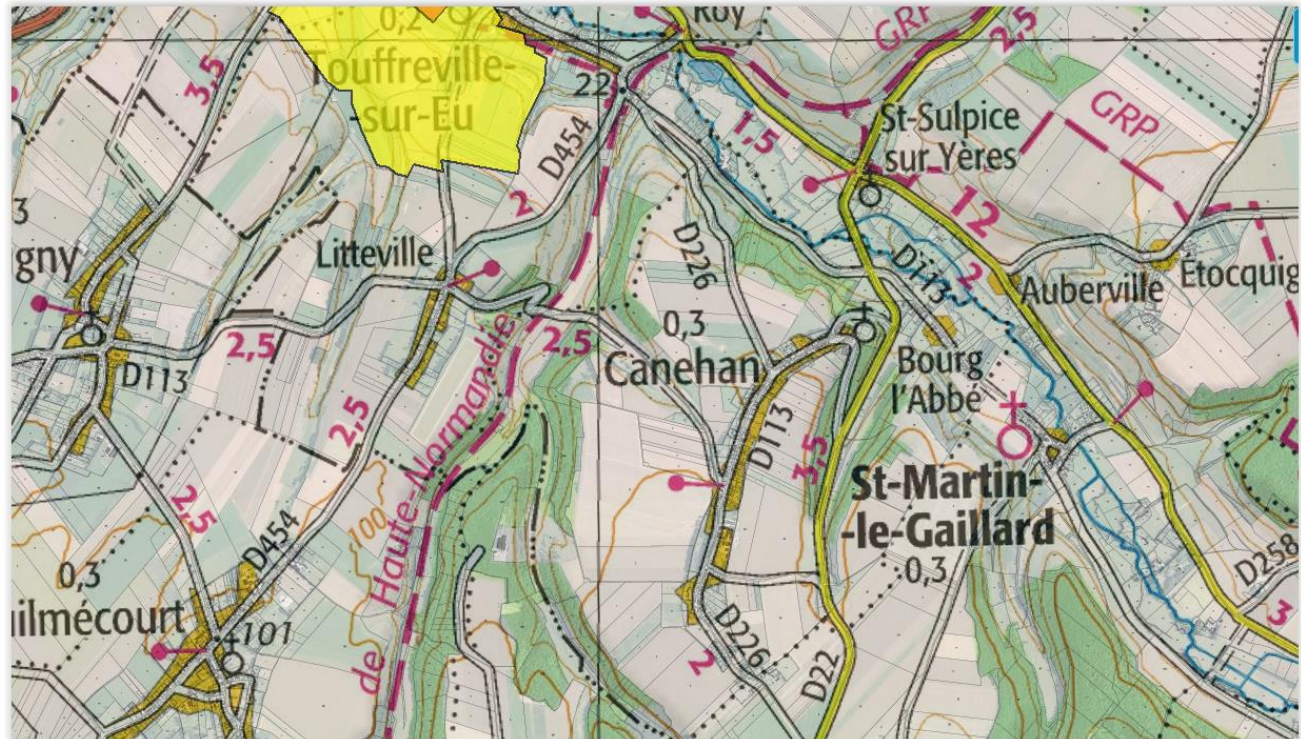 Roy
GRP
2,5
0,2
Touffreville-
-sur-Eu
3,5
22
D454
1,5
St-Sulpice
sur Yères
GRP
12
3
gny
Litteville
2
D226
D113
2
Auberville
Étocquig
0,3
Canehan
2,5
2,5
D113
Bourg
l'Abbé
2,5
D113
3,5
St-Martin-
-le-Gaillard
0,3
2,5
100
D454
de Haute-Normandie
0,3
ilmécourt
101
D226
2
D22
D258
3